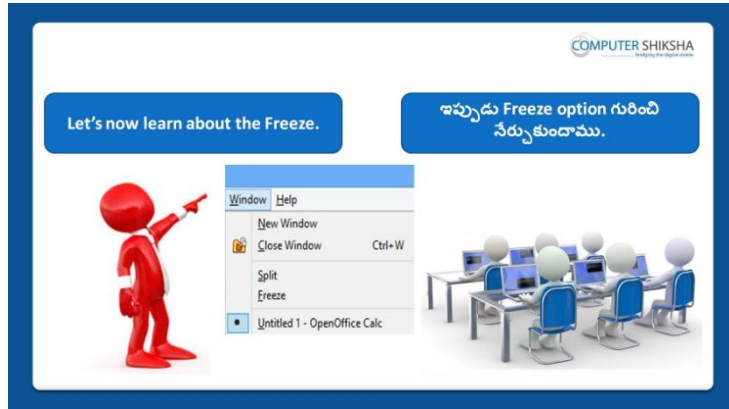 COMPUTER SHIKSHA
bridging the digital divide
Let's now learn about the Freeze.
ఇప్పుడు Freeze option గురించి
నేర్చుకుందాము.
Window Help
New Window
Close Window Ctrl+W
Split
Freeze
Untitled 1 - OpenOffice Calc